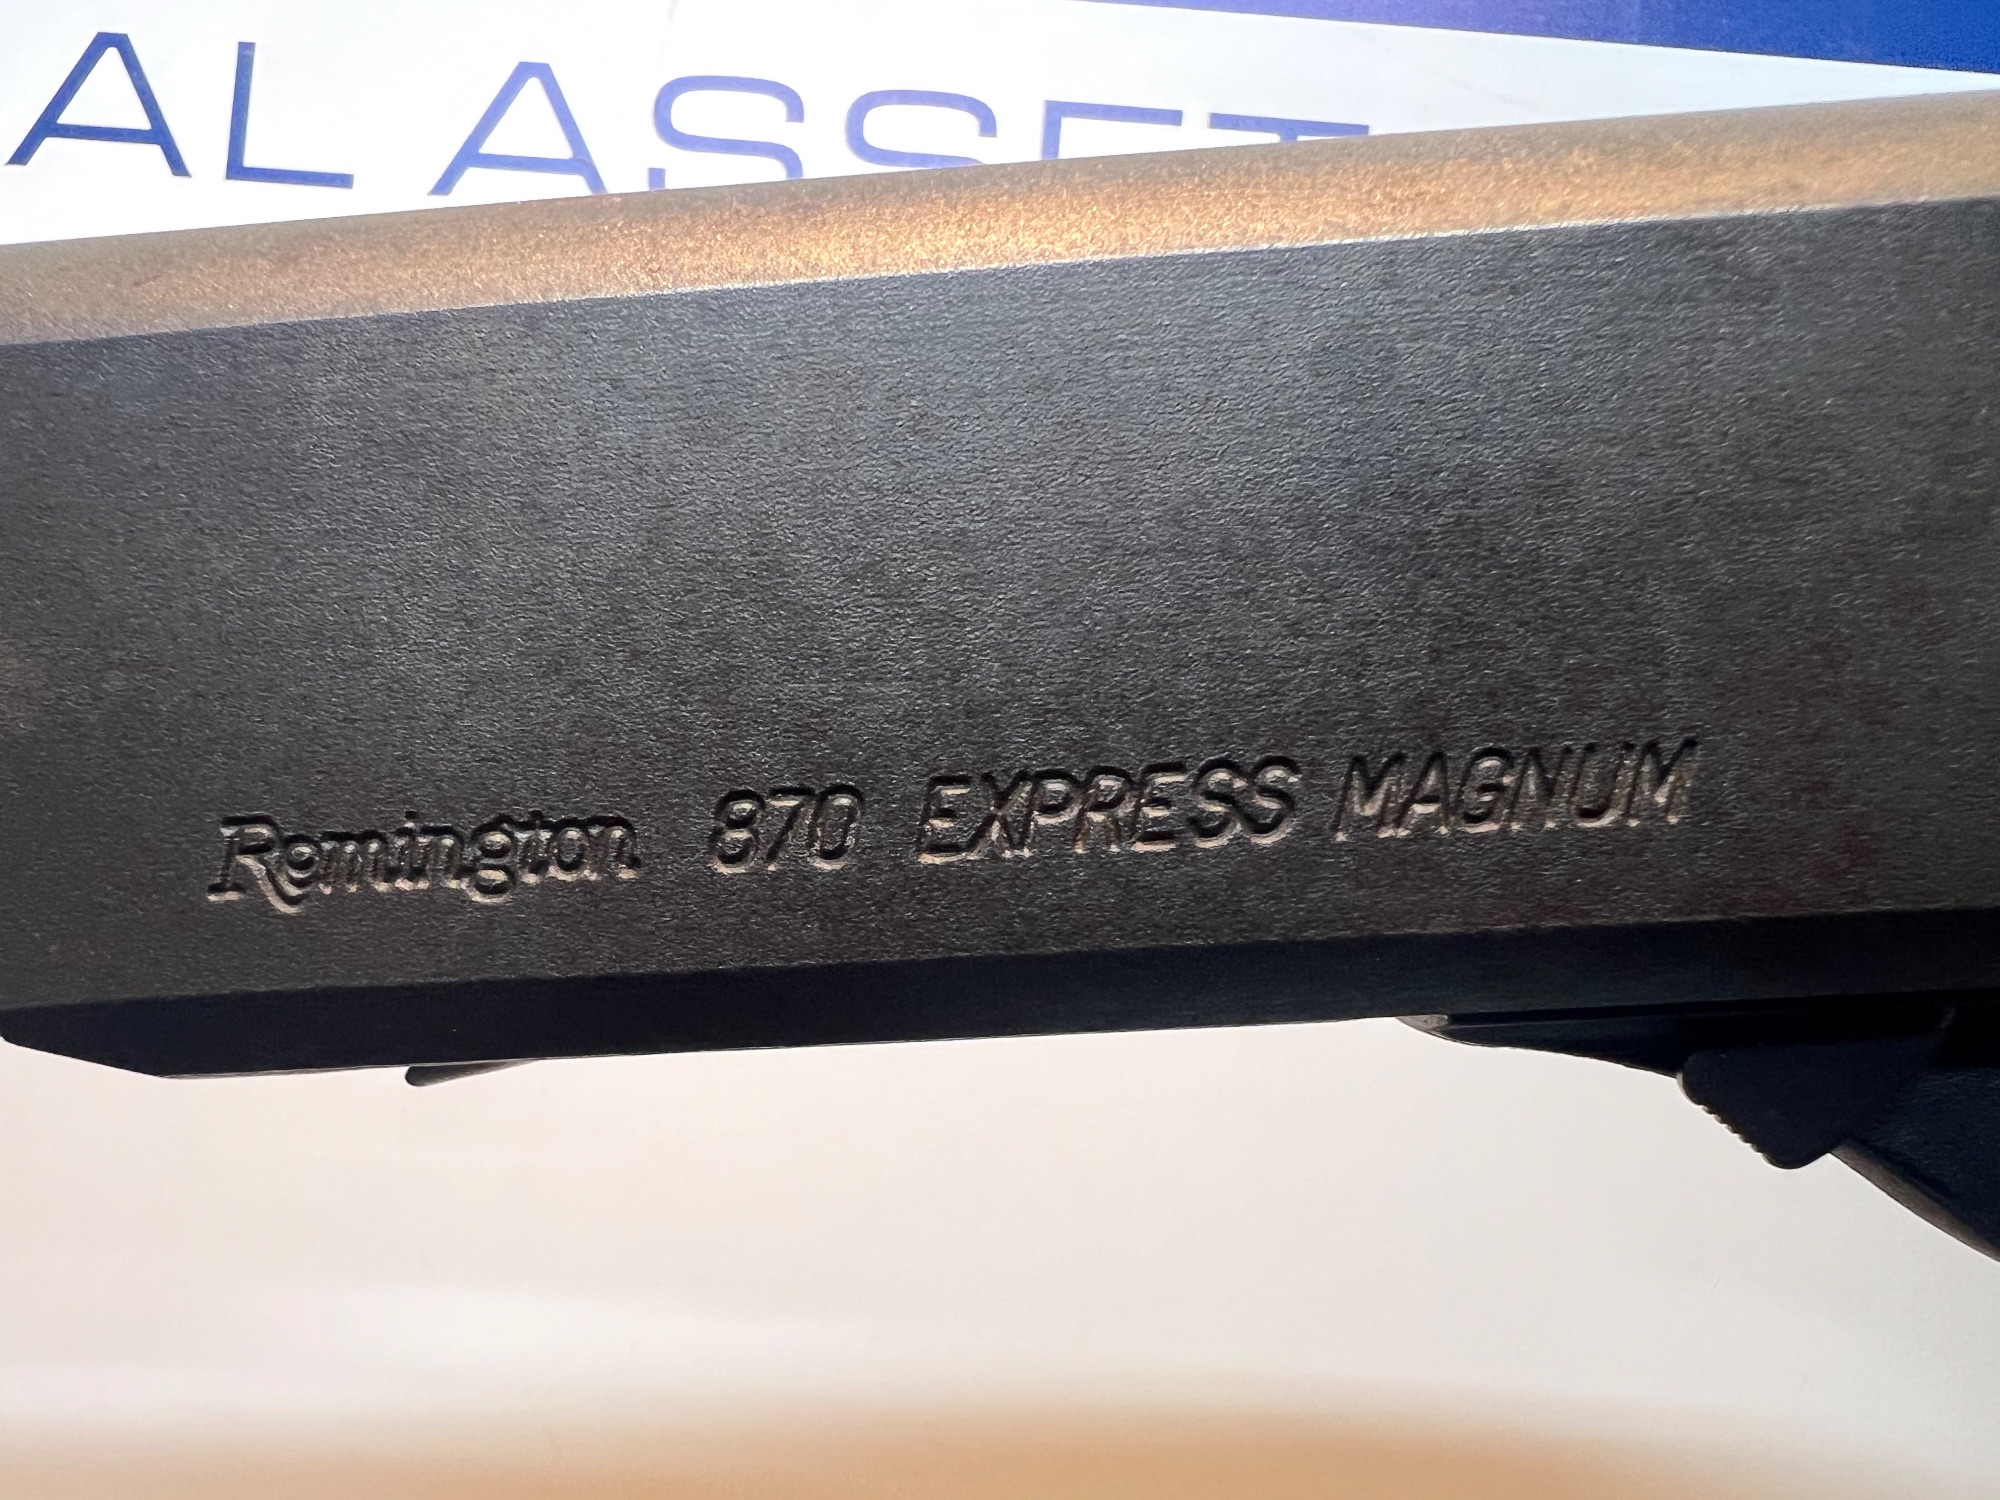 AL ASSET
Remington 870 EXPRESS MAGNUM